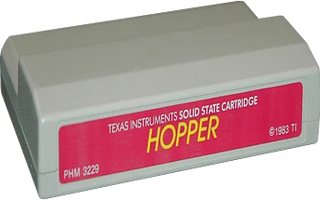 TEXAS INSTRUMENTS SOLID STATE CARTRIDGE
HOPPER
PHM 3229
©1983 TI